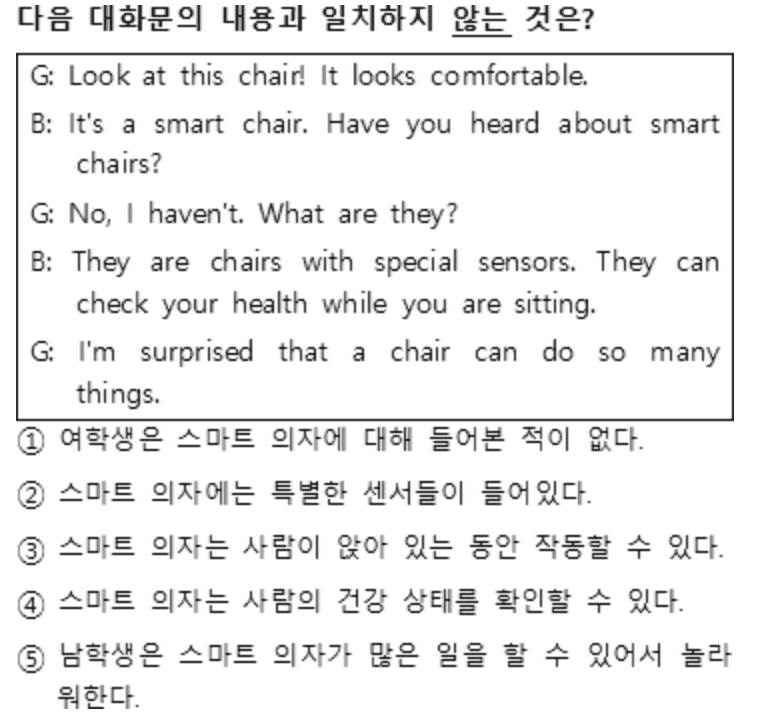 다음 대화문의 내용과 일치하지 않는 것은?
G: Look at this chair! It looks comfortable.
B: It's a smart chair. Have you heard about smart
chairs?
G: No, I haven't. What are they?
B: They are chairs with special sensors. They can
check your health while you are sitting.
G: I'm surprised that a chair can do so many
things.
① 여학생은 스마트 의자에 대해 들어본 적이 없다.
② 스마트 의자에는 특별한 센서들이 들어있다.
③ 스마트 의자는 사람이 앉아 있는 동안 작동할 수 있다.
④ 스마트 의자는 사람의 건강 상태를 확인할 수 있다.
⑤ 남학생은 스마트 의자가 많은 일을 할 수 있어서 놀라
워한다.